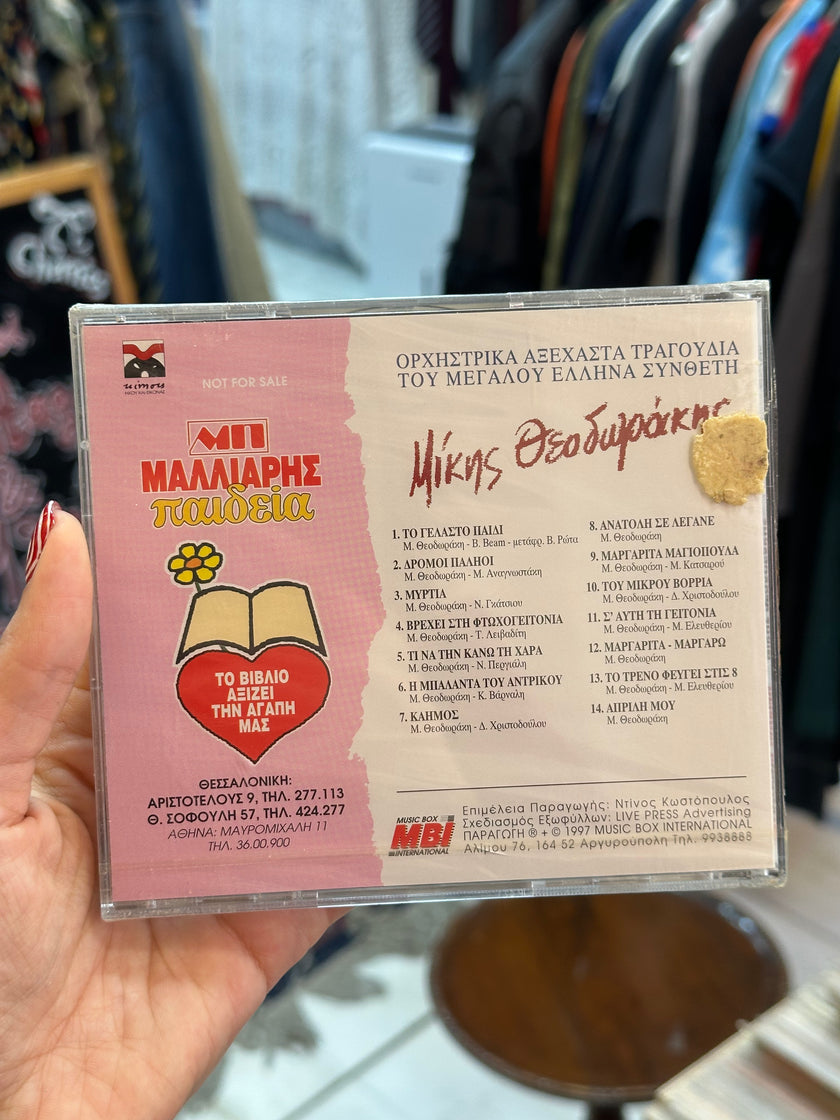 Cheras
κίμων
ΗΧΟΥ ΚΑΙ ΕΙΚΟΝΑΣ
NOT FOR SALE
ΜΠ
ΜΑΛΛΙΑΡΗΣ
παιδεία
ΤΟ ΒΙΒΛΙΟ
ΑΞΙΖΕΙ
ΤΗΝ ΑΓΑΠΗ
ΜΑΣ
ΘΕΣΣΑΛΟΝΙΚΗ:
ΑΡΙΣΤΟΤΕΛΟΥΣ 9, ΤΗΛ. 277.113
Θ. ΣΟΦΟΥΛΗ 57, ΤΗΛ. 424.277
ΑΘΗΝΑ: ΜΑΥΡΟΜΙΧΑΛΗ 11
ΤΗΛ. 36.00.900
ΟΡΧΗΣΤΡΙΚΑ ΑΞΕΧΑΣΤΑ ΤΡΑΓΟΥΔΙΑ
ΤΟΥ ΜΕΓΑΛΟΥ ΕΛΛΗΝΑ ΣΥΝΘΕΤΗ
Μίκης Θεοδωράκης
1. ΤΟ ΓΕΛΑΣΤΟ ΠΑΙΔΙ
Μ. Θεοδωράκη - B. Beam - μετάφρ. Β. Ρώτα
2. ΔΡΟΜΟΙ ΠΑΛΗΟΙ
Μ. Θεοδωράκη - Μ. Αναγνωστάκη
3. ΜΥΡΤΙΑ
Μ. Θεοδωράκη - Ν. Γκάτσιου
4. ΒΡΕΧΕΙ ΣΤΗ ΦΤΩΧΟΓΕΙΤΟΝΙΑ
Μ. Θεοδωράκη - Τ. Λειβαδίτη
5. ΤΙ ΝΑ ΤΗΝ ΚΑΝΩ ΤΗ ΧΑΡΑ
Μ. Θεοδωράκη - Ν. Περγιάλη
6. Η ΜΠΑΛΑΝΤΑ ΤΟΥ ΑΝΤΡΙΚΟΥ
Μ. Θεοδωράκη - Κ. Βάρναλη
7. ΚΑΗΜΟΣ
Μ. Θεοδωράκη - Δ. Χριστοδούλου
8. ΑΝΑΤΟΛΗ ΣΕ ΛΕΓΑΝΕ
Μ. Θεοδωράκη
9. ΜΑΡΓΑΡΙΤΑ ΜΑΓΙΟΠΟΥΛΑ
Μ. Θεοδωράκη - Μ. Κατσαρού
10. ΤΟΥ ΜΙΚΡΟΥ ΒΟΡΡΙΑ
Μ. Θεοδωράκη - Δ. Χριστοδούλου
11. Σ' ΑΥΤΗ ΤΗ ΓΕΙΤΟΝΙΑ
Μ. Θεοδωράκη - Μ. Ελευθερίου
12. ΜΑΡΓΑΡΙΤΑ - ΜΑΡΓΑΡΩ
Μ. Θεοδωράκη
13. ΤΟ ΤΡΕΝΟ ΦΕΥΓΕΙ ΣΤΙΣ 8
Μ. Θεοδωράκη - Μ. Ελευθερίου
14. ΑΠΡΙΛΗ ΜΟΥ
Μ. Θεοδωράκη
MUSIC BOX
MBI
INTERNATIONAL
Επιμέλεια Παραγωγής: Ντίνος Κωστόπουλος
Σχεδιασμός Εξωφύλλων: LIVE PRESS Advertising
ΠΑΡΑΓΩΓΗ ® + © 1997 MUSIC BOX INTERNATIONAL
Αλίμου 76, 164 52 Αργυρούπολη Τηλ. 9938888